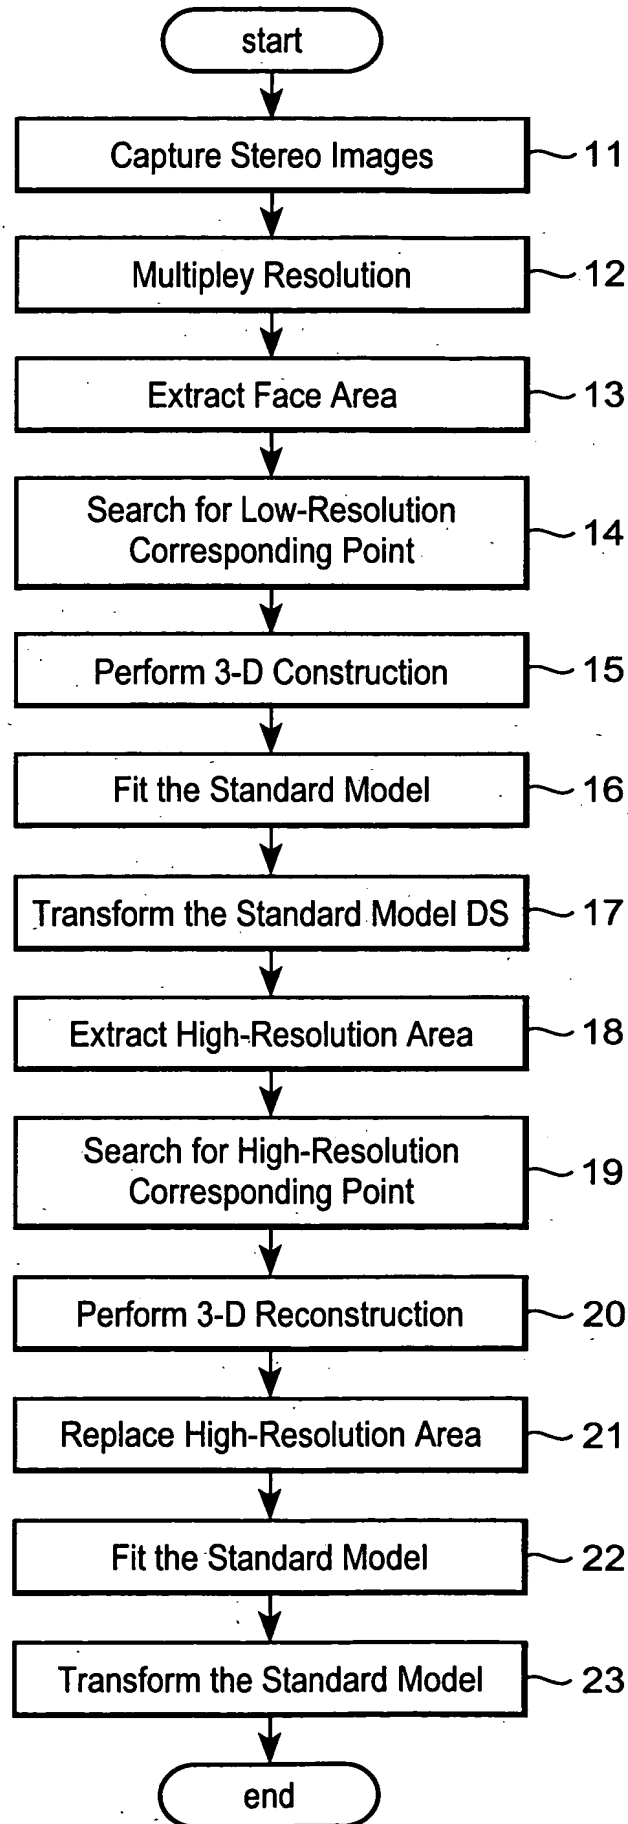 start
Capture Stereo Images 11
Multipley Resolution 12
Extract Face Area 13
Search for Low-Resolution
Corresponding Point 14
Perform 3-D Construction 15
Fit the Standard Model 16
Transform the Standard Model DS 17
Extract High-Resolution Area 18
Search for High-Resolution
Corresponding Point 19
Perform 3-D Reconstruction 20
Replace High-Resolution Area 21
Fit the Standard Model 22
Transform the Standard Model 23
end